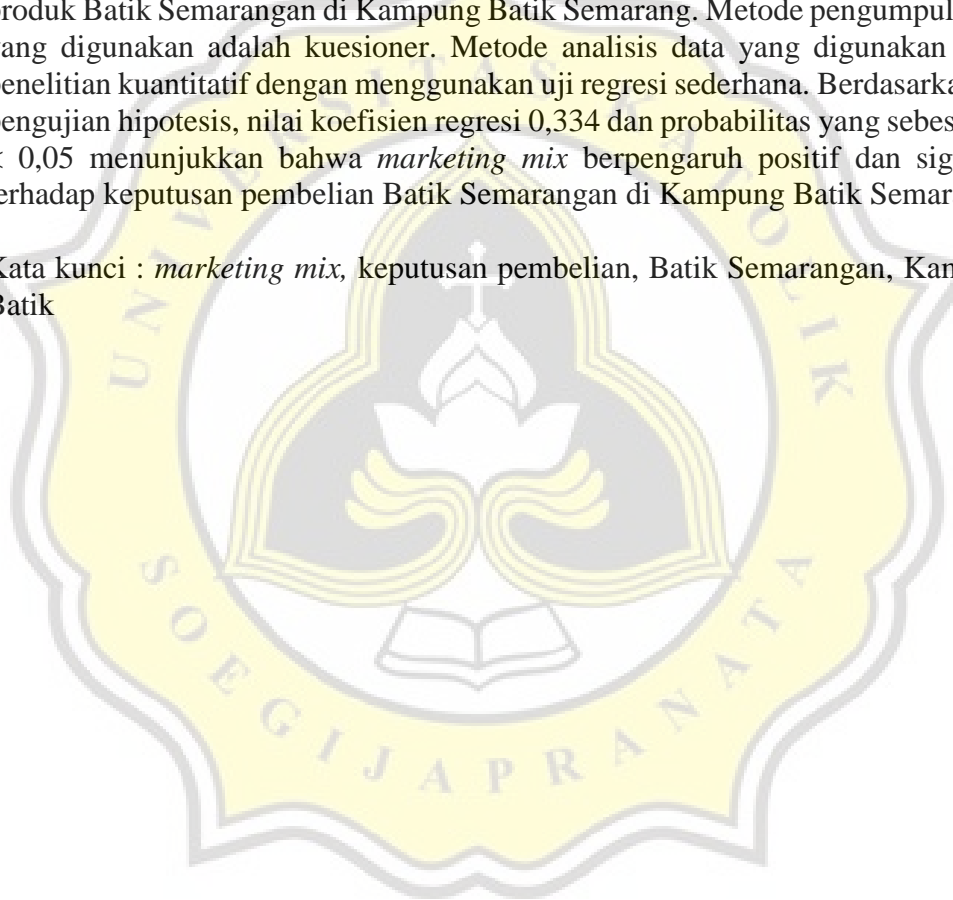 produk Batik Semarangan di Kampung Batik Semarang. Metode pengumpul
yang digunakan adalah kuesioner. Metode analisis data yang digunakan
penelitian kuantitatif dengan menggunakan uji regresi sederhana. Berdasarka
pengujian hipotesis, nilai koefisien regresi 0,334 dan probabilitas yang sebes
< 0,05 menunjukkan bahwa marketing mix berpengaruh positif dan sig
terhadap keputusan pembelian Batik Semarangan di Kampung Batik Semar
Kata kunci : marketing mix, keputusan pembelian, Batik Semarangan, Kam
Batik
UNIVERSITAS KATOLIK
SOEGIJAPRANATA